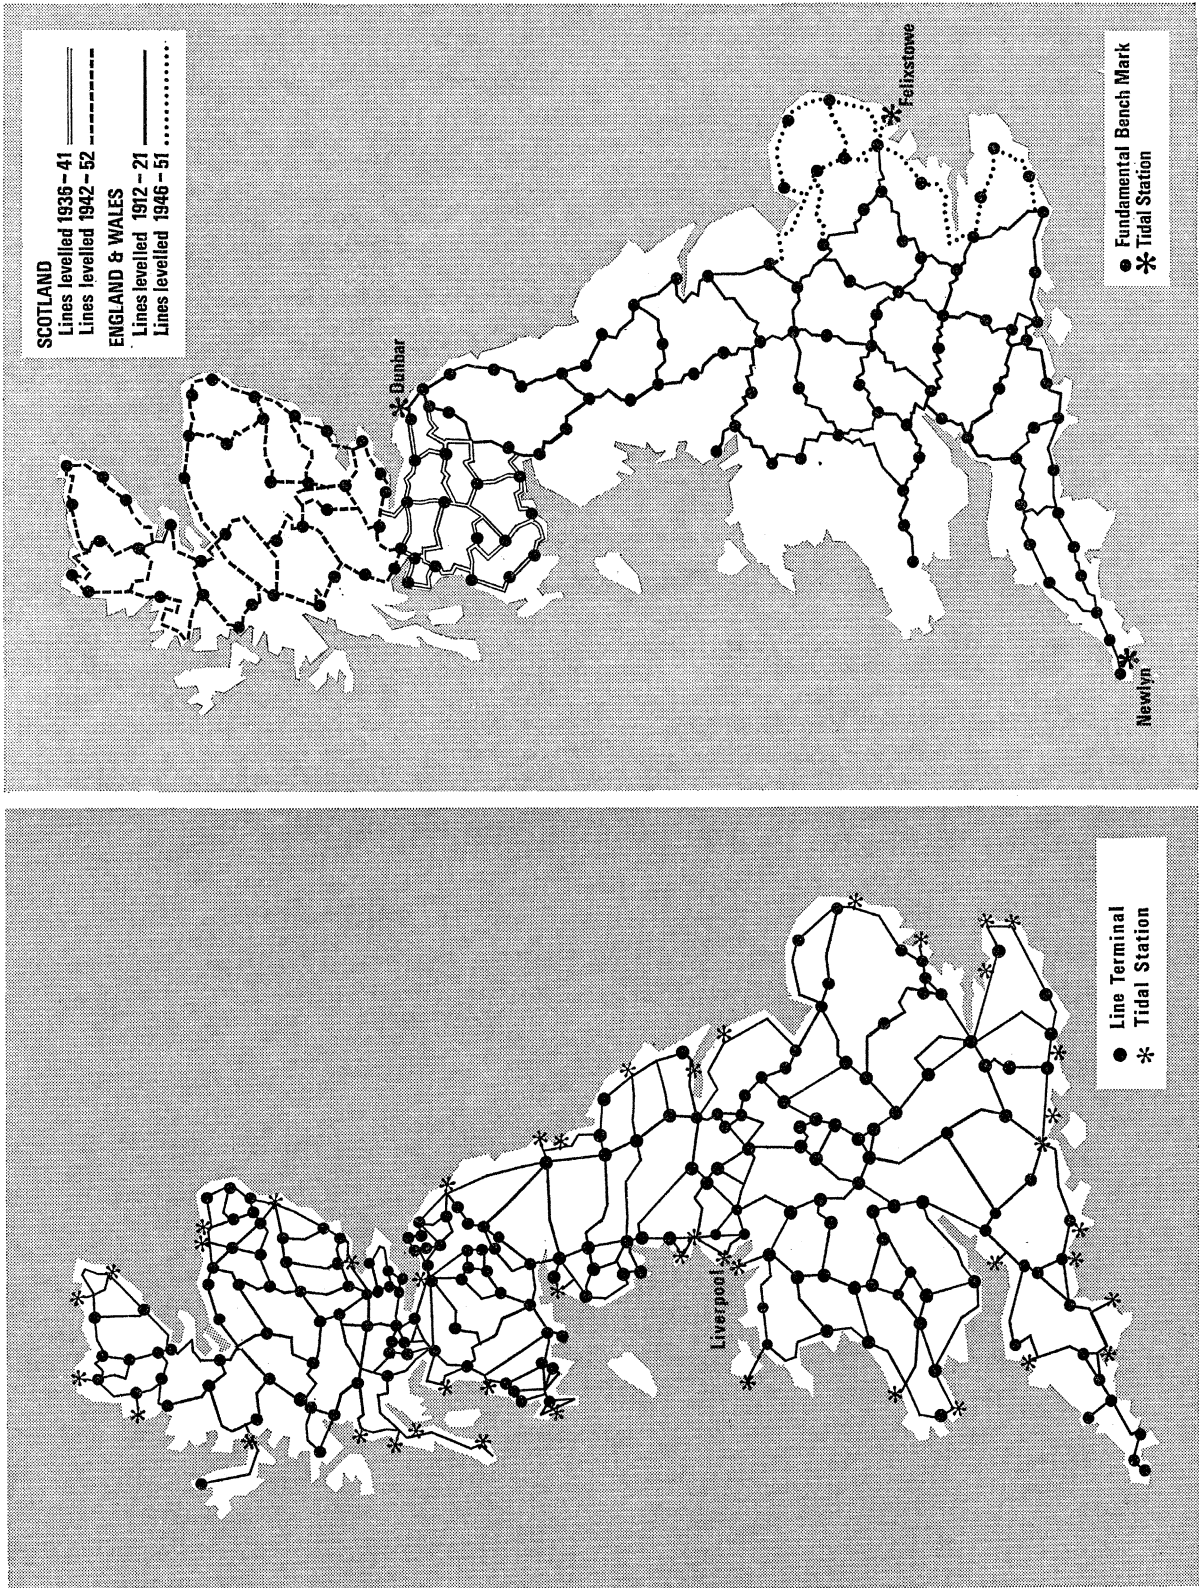 SCOTLAND
Lines levelled 1936-41
Lines levelled 1942-52
ENGLAND & WALES
Lines levelled 1912-21
Lines levelled 1946-51
Dunbar
Felixstowe
Newlyn
Fundamental Bench Mark
Tidal Station
Liverpool
Line Terminal
Tidal Station